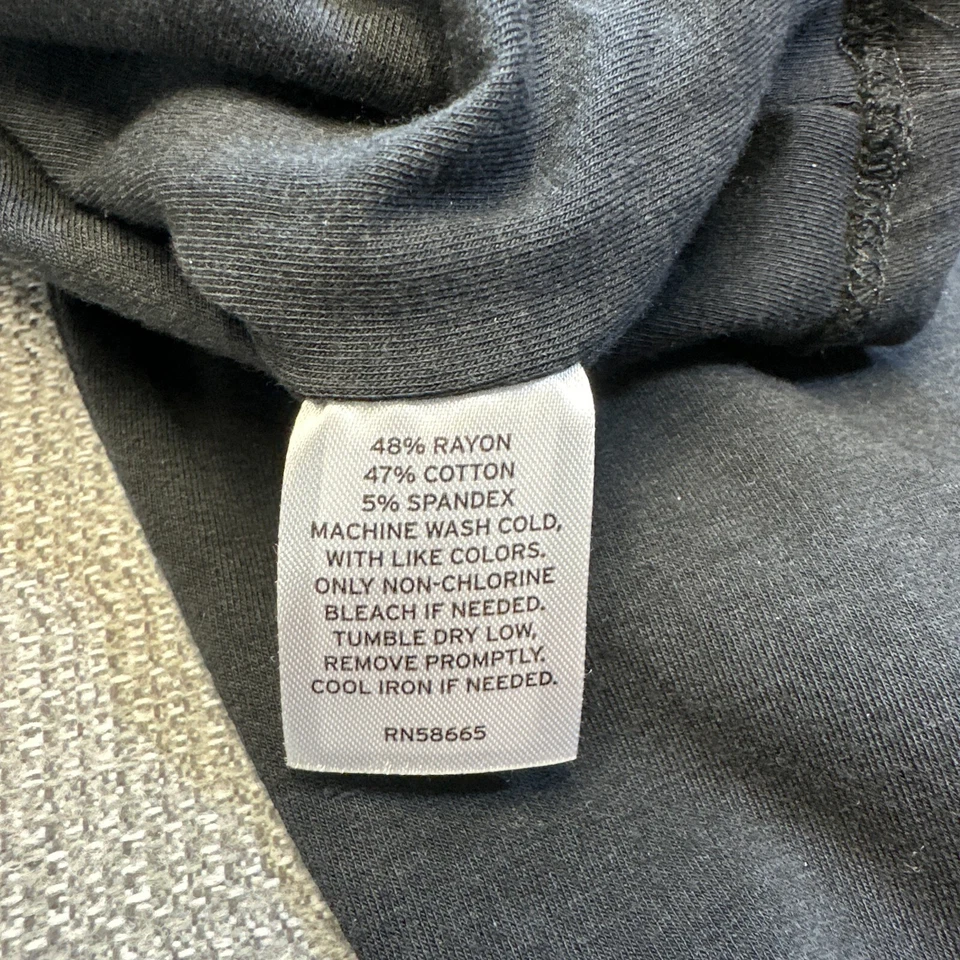 48% RAYON
47% COTTON
5% SPANDEX
MACHINE WASH COLD,
WITH LIKE COLORS.
ONLY NON-CHLORINE
BLEACH IF NEEDED.
TUMBLE DRY LOW,
REMOVE PROMPTLY.
COOL IRON IF NEEDED.
RN58665